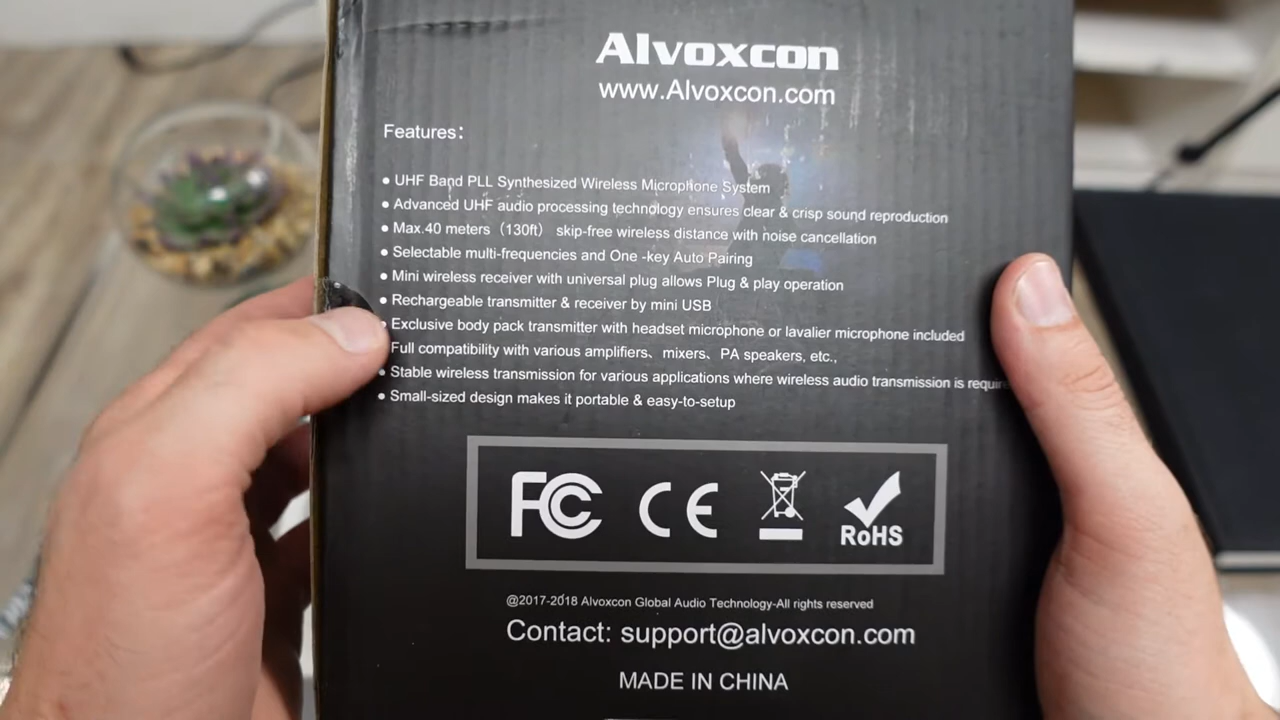 Alvoxcon
www.Alvoxcon.com
Features：
● UHF Band PLL Synthesized Wireless Microphone System
● Advanced UHF audio processing technology ensures clear & crisp sound reproduction
● Max.40 meters（130ft） skip-free wireless distance with noise cancellation
● Selectable multi-frequencies and One -key Auto Pairing
● Mini wireless receiver with universal plug allows Plug & play operation
● Rechargeable transmitter & receiver by mini USB
● Exclusive body pack transmitter with headset microphone or lavalier microphone included
Full compatibility with various amplifiers、mixers、PA speakers, etc.,
● Stable wireless transmission for various applications where wireless audio transmission is
● Small-sized design makes it portable & easy-to-setup
FC CE RoHS
@2017-2018 Alvoxcon Global Audio Technology-All rights reserved
Contact: support@alvoxcon.com
MADE IN CHINA